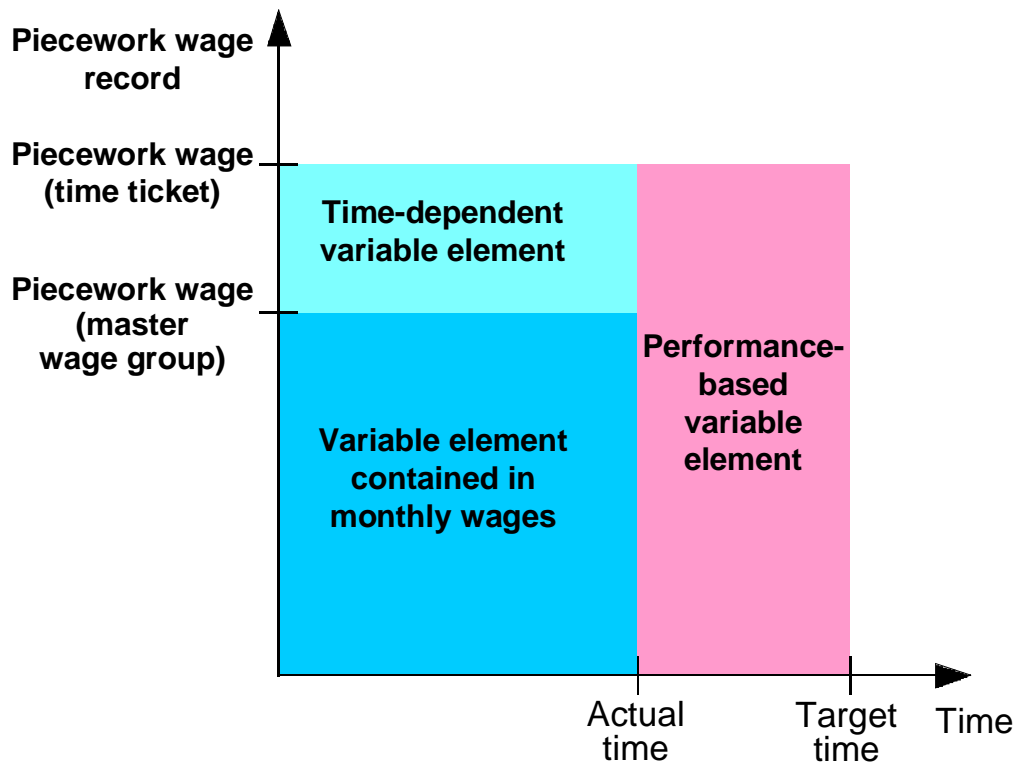 Piecework wage
record
Piecework wage
(time ticket)
Time-dependent
variable element
Piecework wage
(master
wage group)
Performance-
based
variable
element
Variable element
contained in
monthly wages
Actual
time
Target
time
Time